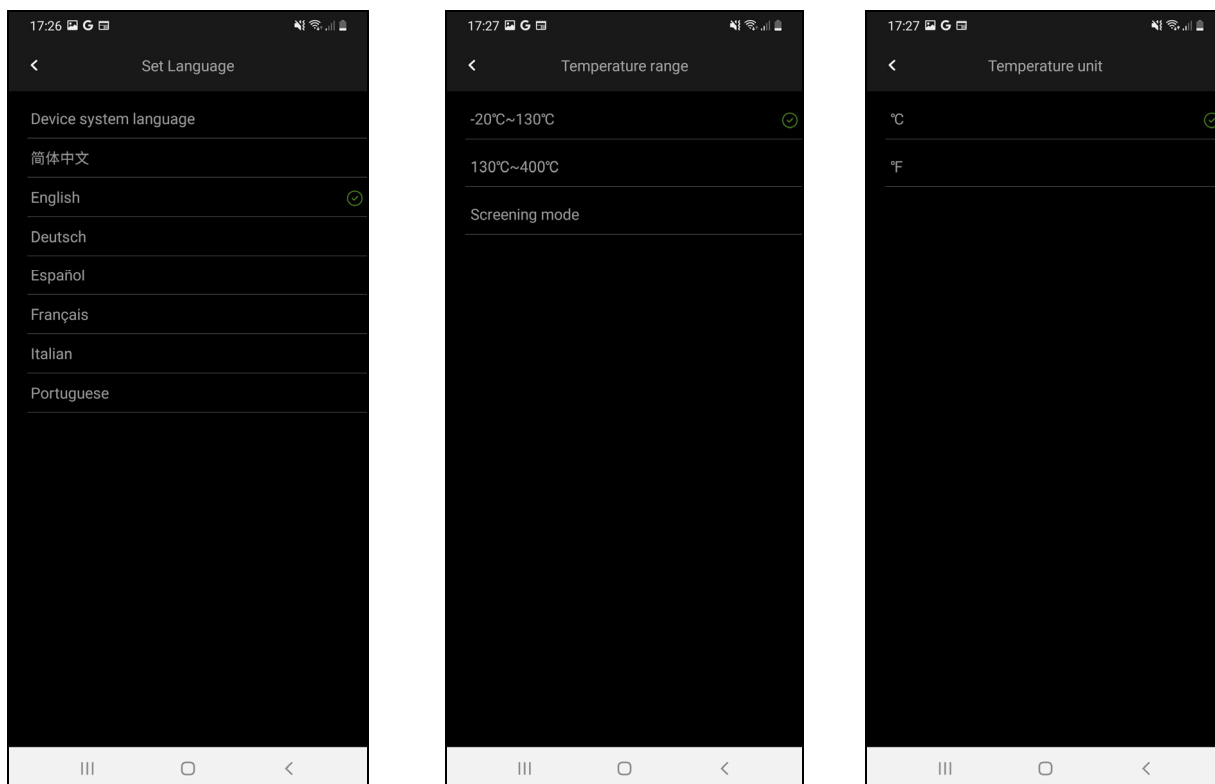 17:26 G
Set Language
Device system language
简体中文
English
Deutsch
Español
Français
Italian
Portuguese
17:27 G
Temperature range
-20℃~130℃
130℃~400℃
Screening mode
17:27 G
Temperature unit
℃
℉